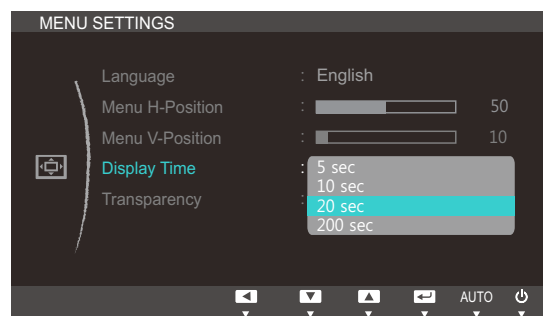 MENU SETTINGS
Language : English
Menu H-Position : 50
Menu V-Position : 10
Display Time : 5 sec
10 sec
Transparency : 20 sec
200 sec
AUTO